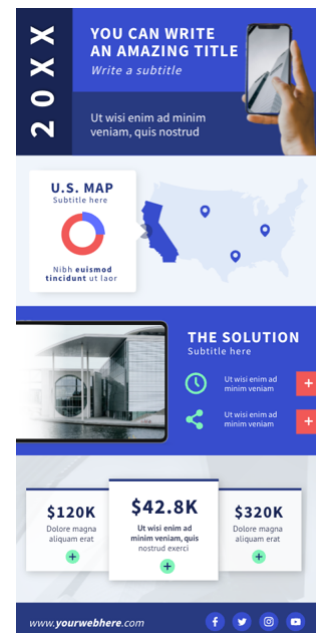 20XX
YOU CAN WRITE
AN AMAZING TITLE
Write a subtitle
Ut wisi enim ad minim
veniam, quis nostrud
U.S. MAP
Subtitle here
Nibh euismod
tincidunt ut laor
THE SOLUTION
Subtitle here
Ut wisi enim ad
minim veniam
+
Ut wisi enim ad
minim veniam
+
$120K
Dolore magna
aliquam erat
+
$42.8K
Ut wisi enim ad
minim veniam, quis
nostrud exerci
+
$320K
Dolore magna
aliquam erat
+
www.yourwebhere.com